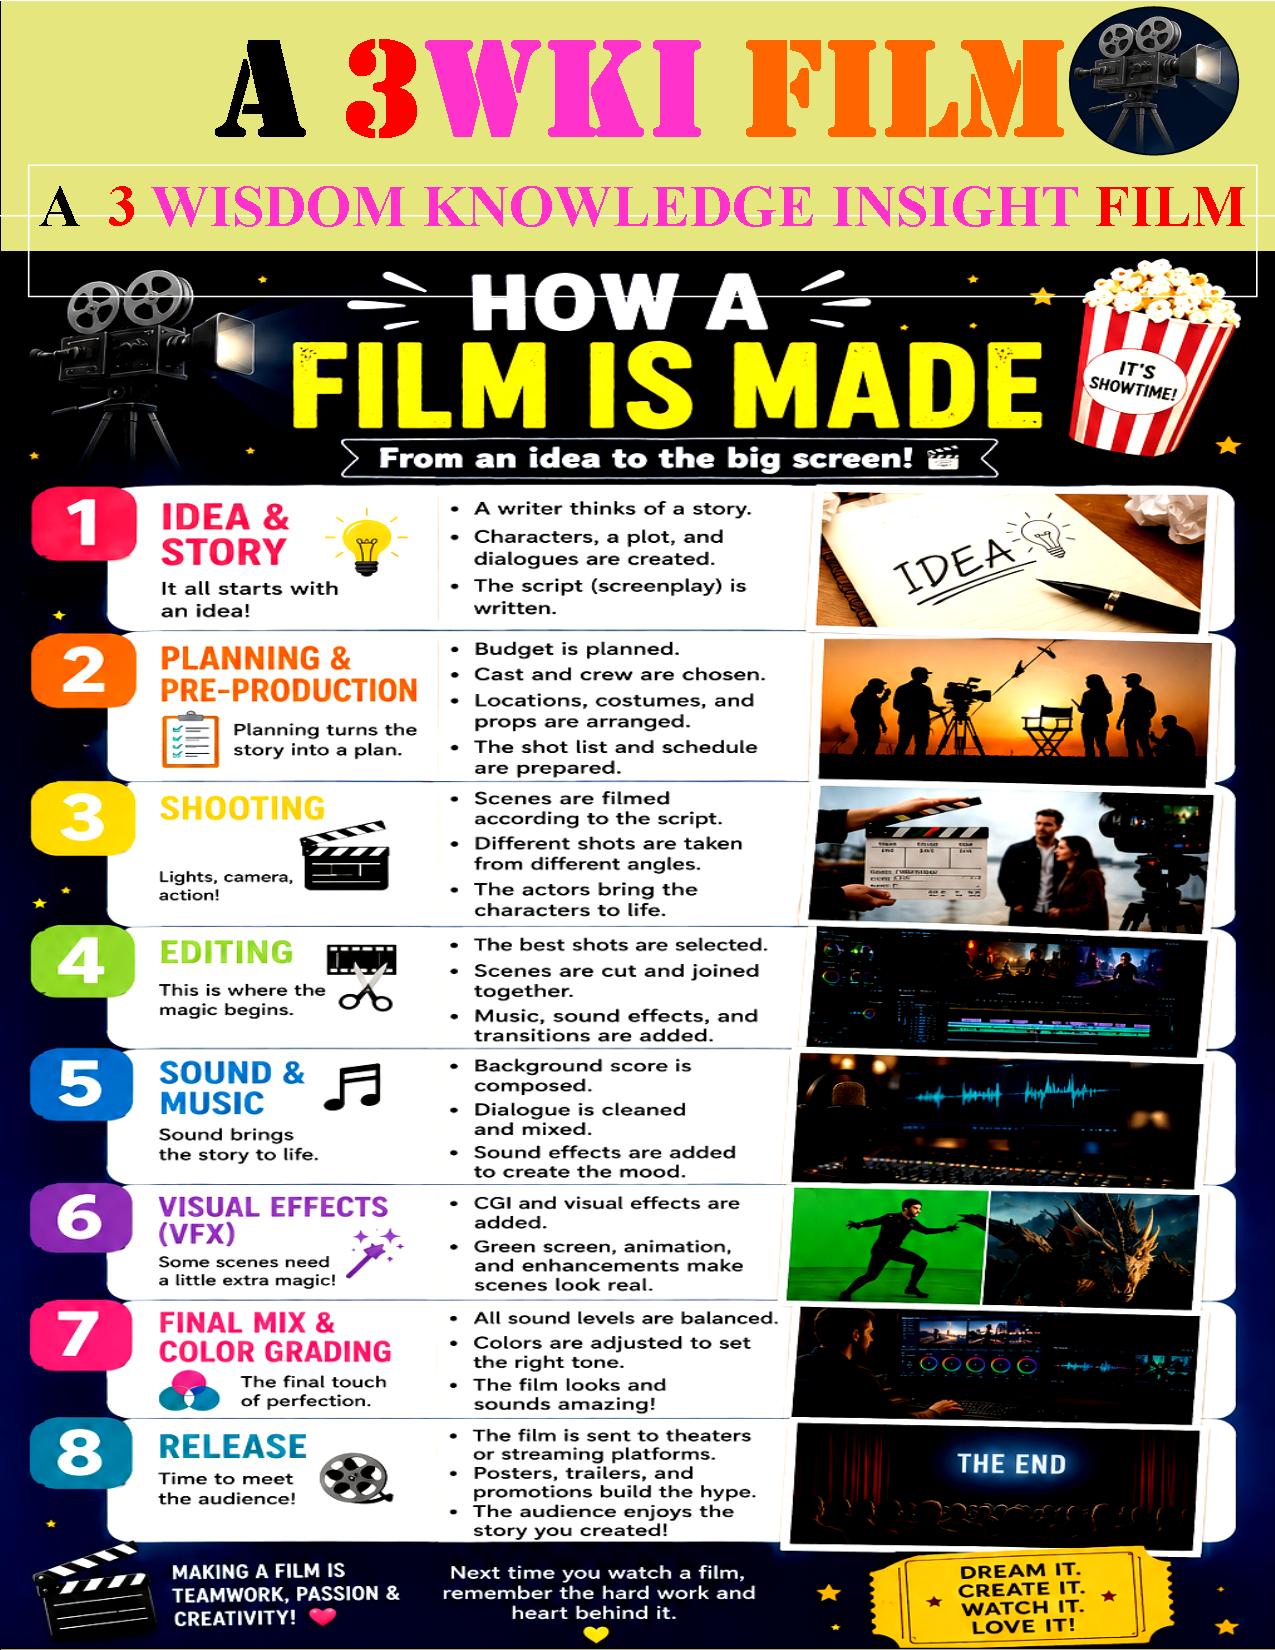 A 3WKI FILM
A 3 WISDOM KNOWLEDGE INSIGHT FILM
HOW A
FILM IS MADE
From an idea to the big screen!
IT'S
SHOWTIME!
1
IDEA &
STORY
It all starts with
an idea!
• A writer thinks of a story.
• Characters, a plot, and
dialogues are created.
• The script (screenplay) is
written.
IDEA
2
PLANNING &
PRE-PRODUCTION
Planning turns the
story into a plan.
• Budget is planned.
• Cast and crew are chosen.
• Locations, costumes, and
props are arranged.
• The shot list and schedule
are prepared.
3
SHOOTING
Lights, camera,
action!
• Scenes are filmed
according to the script.
• Different shots are taken
from different angles.
• The actors bring the
characters to life.
4
EDITING
This is where the
magic begins.
• The best shots are selected.
• Scenes are cut and joined
together.
• Music, sound effects, and
transitions are added.
5
SOUND &
MUSIC
Sound brings
the story to life.
• Background score is
composed.
• Dialogue is cleaned
and mixed.
• Sound effects are added
to create the mood.
6
VISUAL EFFECTS
(VFX)
Some scenes need
a little extra magic!
• CGI and visual effects are
added.
• Green screen, animation,
and enhancements make
scenes look real.
7
FINAL MIX &
COLOR GRADING
The final touch
of perfection.
• All sound levels are balanced.
• Colors are adjusted to set
the right tone.
• The film looks and
sounds amazing!
8
RELEASE
Time to meet
the audience!
• The film is sent to theaters
or streaming platforms.
• Posters, trailers, and
promotions build the hype.
• The audience enjoys the
story you created!
THE END
MAKING A FILM IS
TEAMWORK, PASSION &
CREATIVITY!
Next time you watch a film,
remember the hard work and
heart behind it.
DREAM IT.
CREATE IT.
WATCH IT.
LOVE IT!